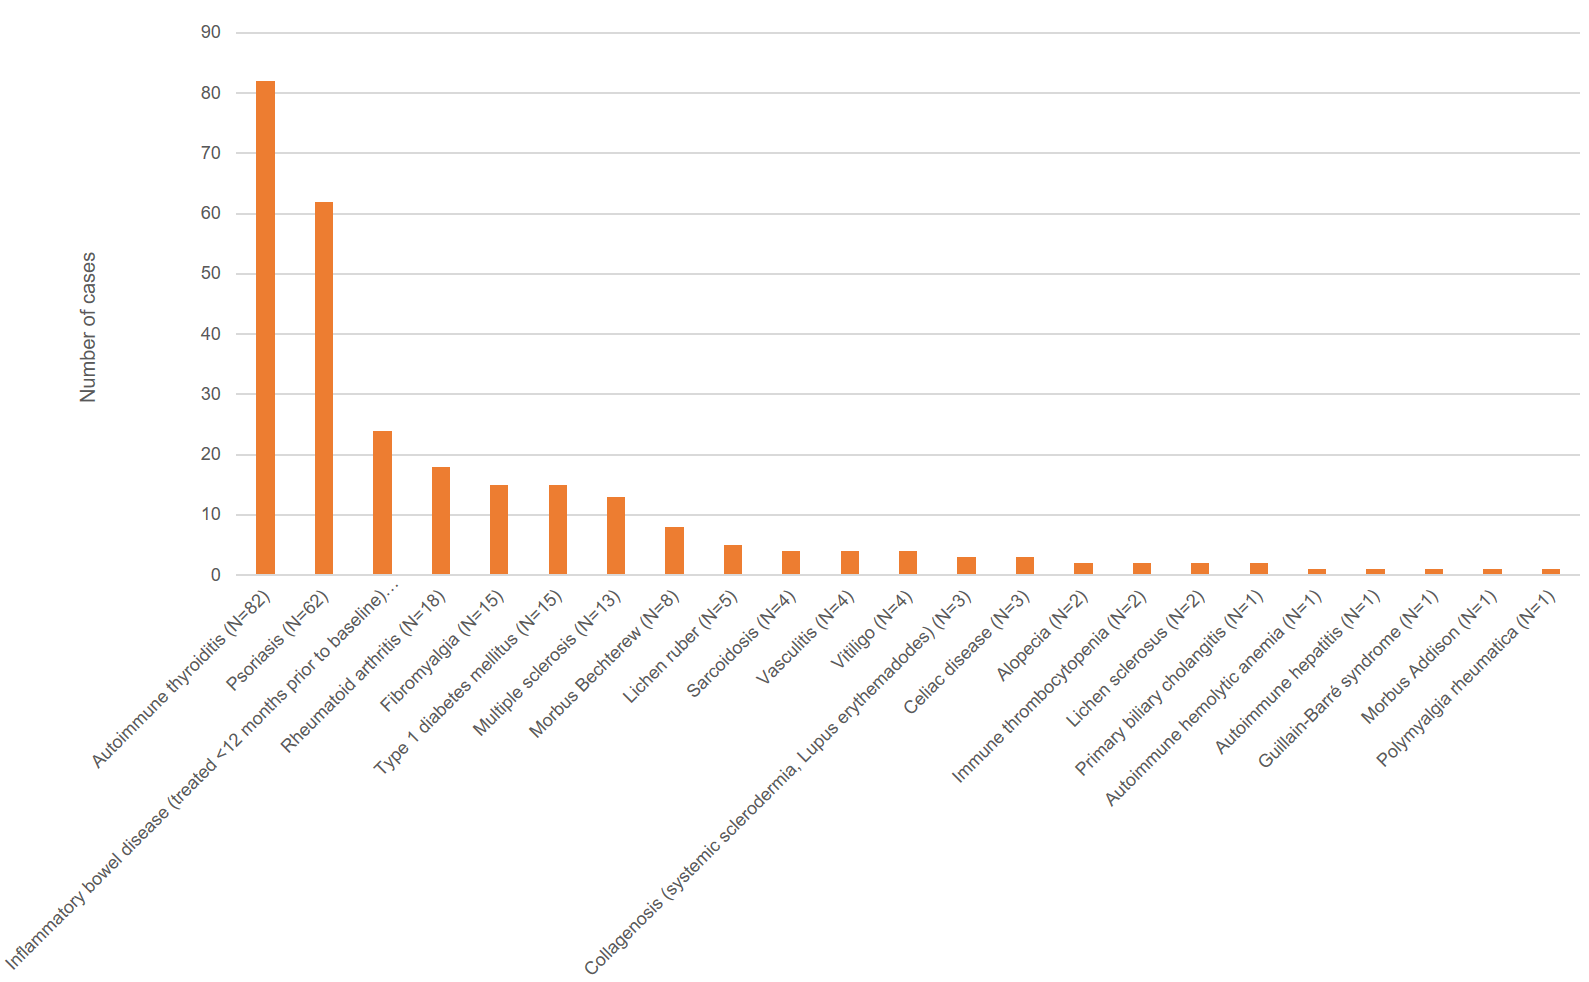 90
80
70
60
50
40
30
20
10
0
Number of cases
Autoimmune thyroiditis (N=82)
Psoriasis (N=62)
Inflammatory bowel disease (treated <12 months prior to baseline)…
Rheumatoid arthritis (N=18)
Fibromyalgia (N=15)
Type 1 diabetes mellitus (N=15)
Multiple sclerosis (N=13)
Morbus Bechterew (N=8)
Lichen ruber (N=5)
Sarcoidosis (N=4)
Vasculitis (N=4)
Vitiligo (N=4)
Collagenosis (systemic sclerodermia, Lupus erythemadodes) (N=3)
Celiac disease (N=3)
Alopecia (N=2)
Immune thrombocytopenia (N=2)
Lichen sclerosus (N=2)
Primary biliary cholangitis (N=1)
Autoimmune hemolytic anemia (N=1)
Autoimmune hepatitis (N=1)
Guillain-Barré syndrome (N=1)
Morbus Addison (N=1)
Polymyalgia rheumatica (N=1)